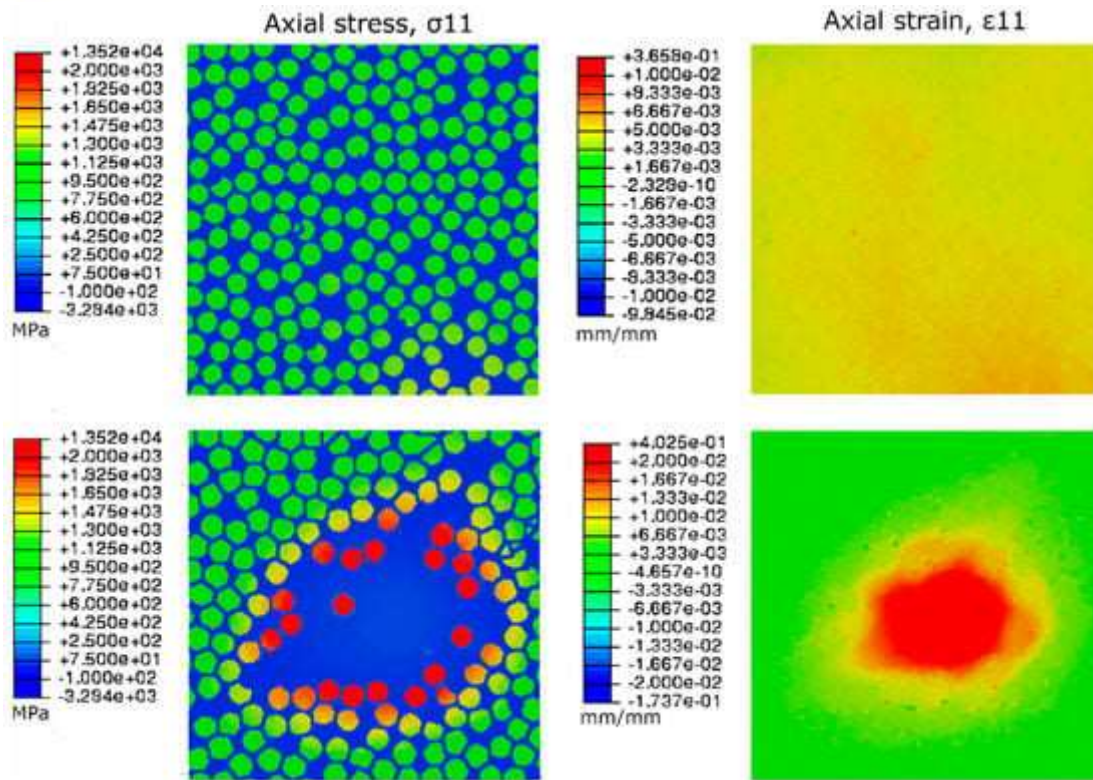 Axial stress, σ11
Axial strain, ε11
+1.352e+04
+2.000e+03
+1.825e+03
+1.650e+03
+1.475e+03
+1.300e+03
+1.125e+03
+9.500e+02
+7.750e+02
+6.000e+02
+4.250e+02
+2.500e+02
+7.500e+01
-1.000e+02
-3.294e+03
MPa
+3.658e-01
+1.000e-02
+8.333e-03
+6.667e-03
+5.000e-03
+3.333e-03
+1.667e-03
-2.328e-10
-1.667e-03
-3.333e-03
-5.000e-03
-6.667e-03
-8.333e-03
-1.000e-02
-9.845e-02
mm/mm
+1.352e+04
+2.000e+03
+1.825e+03
+1.650e+03
+1.475e+03
+1.300e+03
+1.125e+03
+9.500e+02
+7.750e+02
+6.000e+02
+4.250e+02
+2.500e+02
+7.500e+01
-1.000e+02
-3.294e+03
MPa
+4.025e-01
+2.000e-02
+1.667e-02
+1.333e-02
+1.000e-02
+6.667e-03
+3.333e-03
-4.657e-10
-3.333e-03
-6.667e-03
-1.000e-02
-1.333e-02
-1.667e-02
-2.000e-02
-1.737e-01
mm/mm